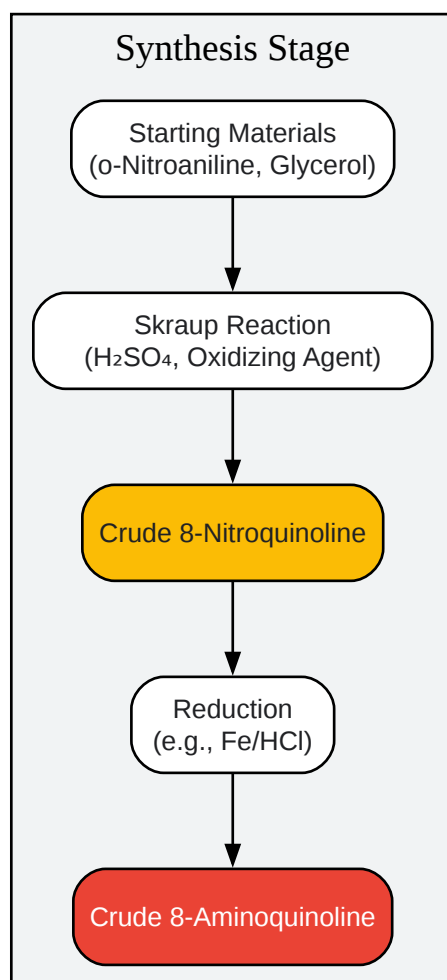 Synthesis Stage
Starting Materials
(o-Nitroaniline, Glycerol)
Skraup Reaction
(H₂SO₄, Oxidizing Agent)
Crude 8-Nitroquinoline
Reduction
(e.g., Fe/HCl)
Crude 8-Aminoquinoline